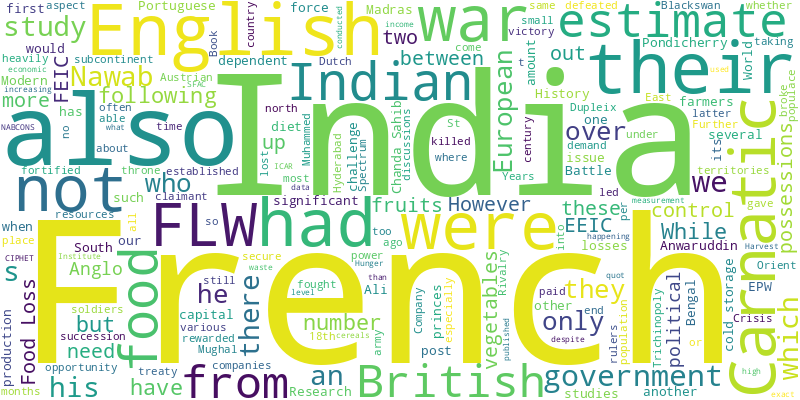 India
French
also
English
war
their
estimate
Indian
not
FLW
had
were
Carnatic
from
British
food
government
study
Nawab
following
more
FEIC
who
his
but
need
have
he
there
an
number
only
they
these
over
out
two
between
European
we
EEIC
While
control
possessions
political
Which
Food Loss
Anglo
s
fruits
vegetables
However
up
first
aspect
Portuguese
force
Madras
same
defeated
Blackswan
whether
income
small
victory
conducted
Book
country
would
heavily
economic
subcontinent
Modern
dependent
Dutch
Austrian
SFAC
increasing
often
has
no
able
what
NABCONS
about
time
north
fortified
throne
established
claimant
ICAR
most
data
such
resources
our
all
when
place
CIPHET
South
Institute
production
months
succession
soldiers
capital
various
rewarded
Mughal
opportunity
treaty
companies
still
secure
waste
so
ago
too
lost
diet
Hyderabad
Muhammed
challenge
spectrum
Chanda Sahib
discussions
killed
St
where
century
significant
losses
fought
power
than
Hunger
level
Ali
Research
18th
cereals
army
post
Company
princes
especially
Rivalry
published
Years
led
into
per
paid
other
end
quot
despite
studies
another
rulers
population
or
Trichinopoly
Bengal
cold storage
EPW
Crisis
happening
measurement
Harvest
Anwaruddin
Orient
high
exact
gave
territories
its
several
Further
latter
East
under
Battle
issue
demand
one
Dupleix
farmers
History
World
Pondicherry
amount
taking
come
used
broke
populace